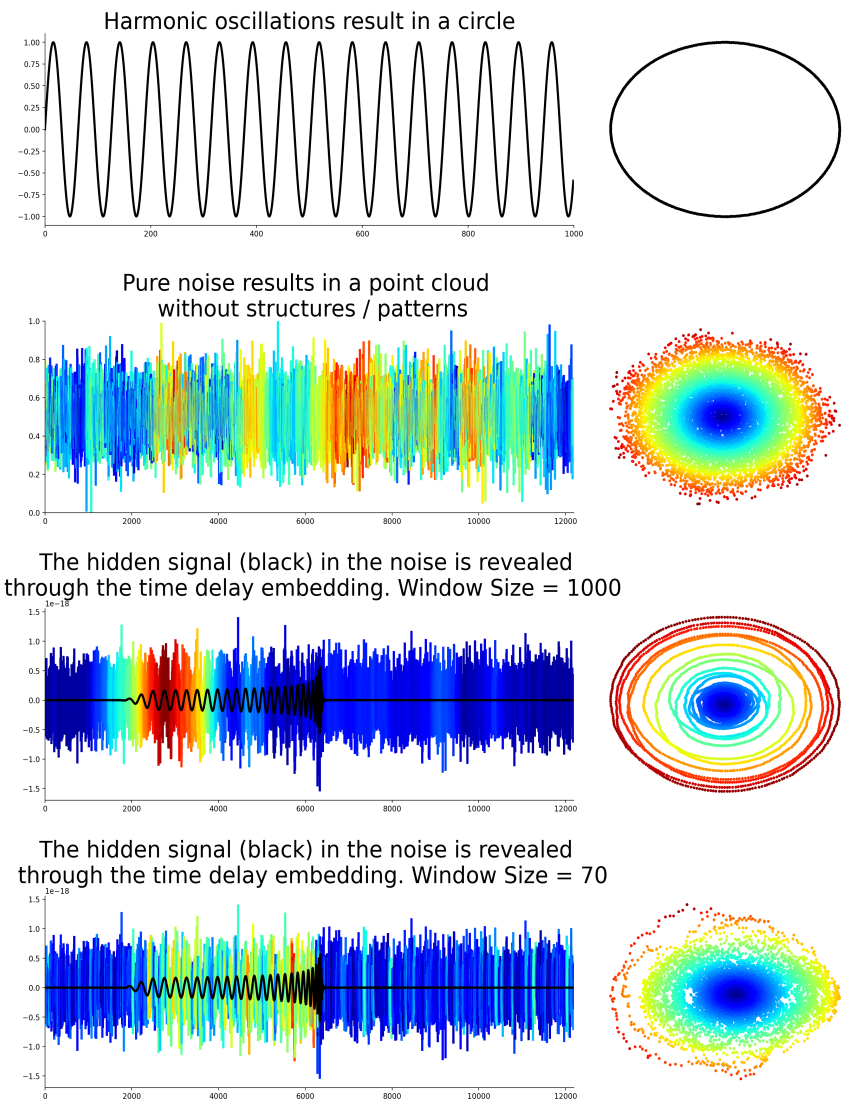 Harmonic oscillations result in a circle
1.00
0.75
0.50
0.25
0.00
−0.25
−0.50
−0.75
−1.00
0 200 400 600 800 1000
Pure noise results in a point cloud
without structures / patterns
1.0
0.8
0.6
0.4
0.2
0.0
0 2000 4000 6000 8000 10000 12000
The hidden signal (black) in the noise is revealed
through the time delay embedding. Window Size = 1000
1e−18
1.5
1.0
0.5
0.0
−0.5
−1.0
−1.5
0 2000 4000 6000 8000 10000 12000
The hidden signal (black) in the noise is revealed
through the time delay embedding. Window Size = 70
1e−18
1.5
1.0
0.5
0.0
−0.5
−1.0
−1.5
0 2000 4000 6000 8000 10000 12000